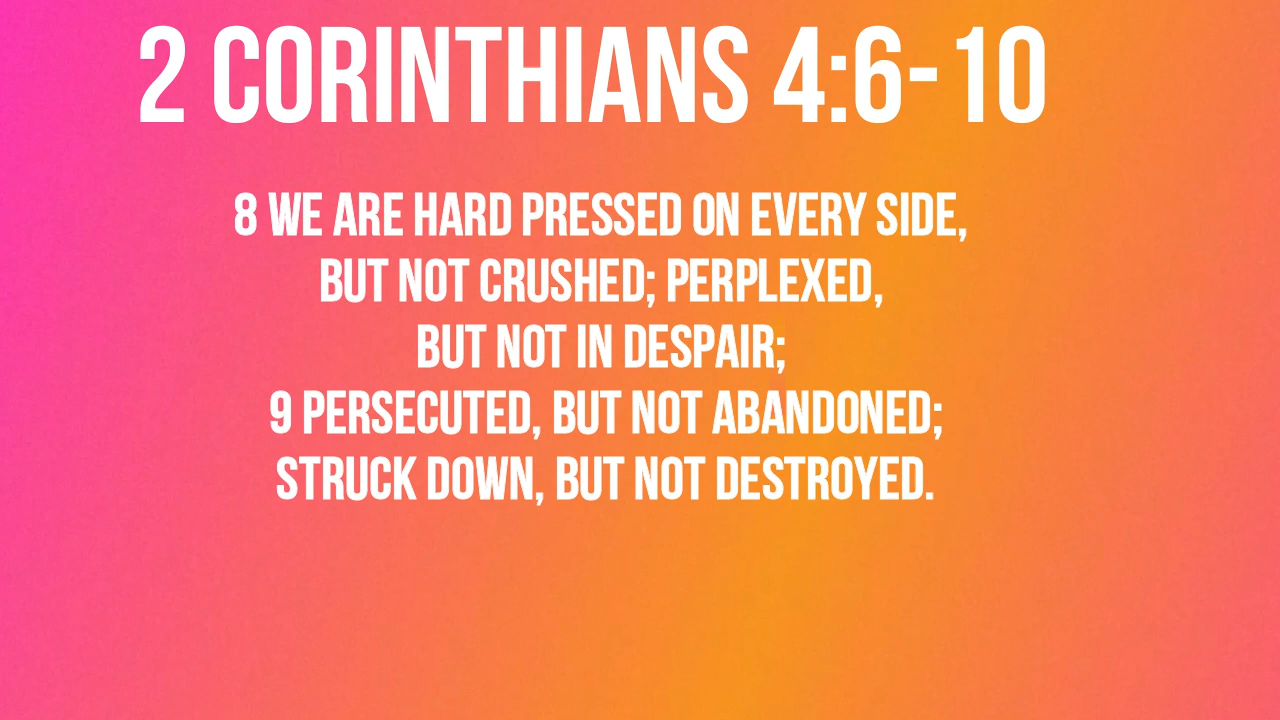 2 CORINTHIANS 4:6-10
8 WE ARE HARD PRESSED ON EVERY SIDE,
BUT NOT CRUSHED; PERPLEXED,
BUT NOT IN DESPAIR;
9 PERSECUTED, BUT NOT ABANDONED;
STRUCK DOWN, BUT NOT DESTROYED.